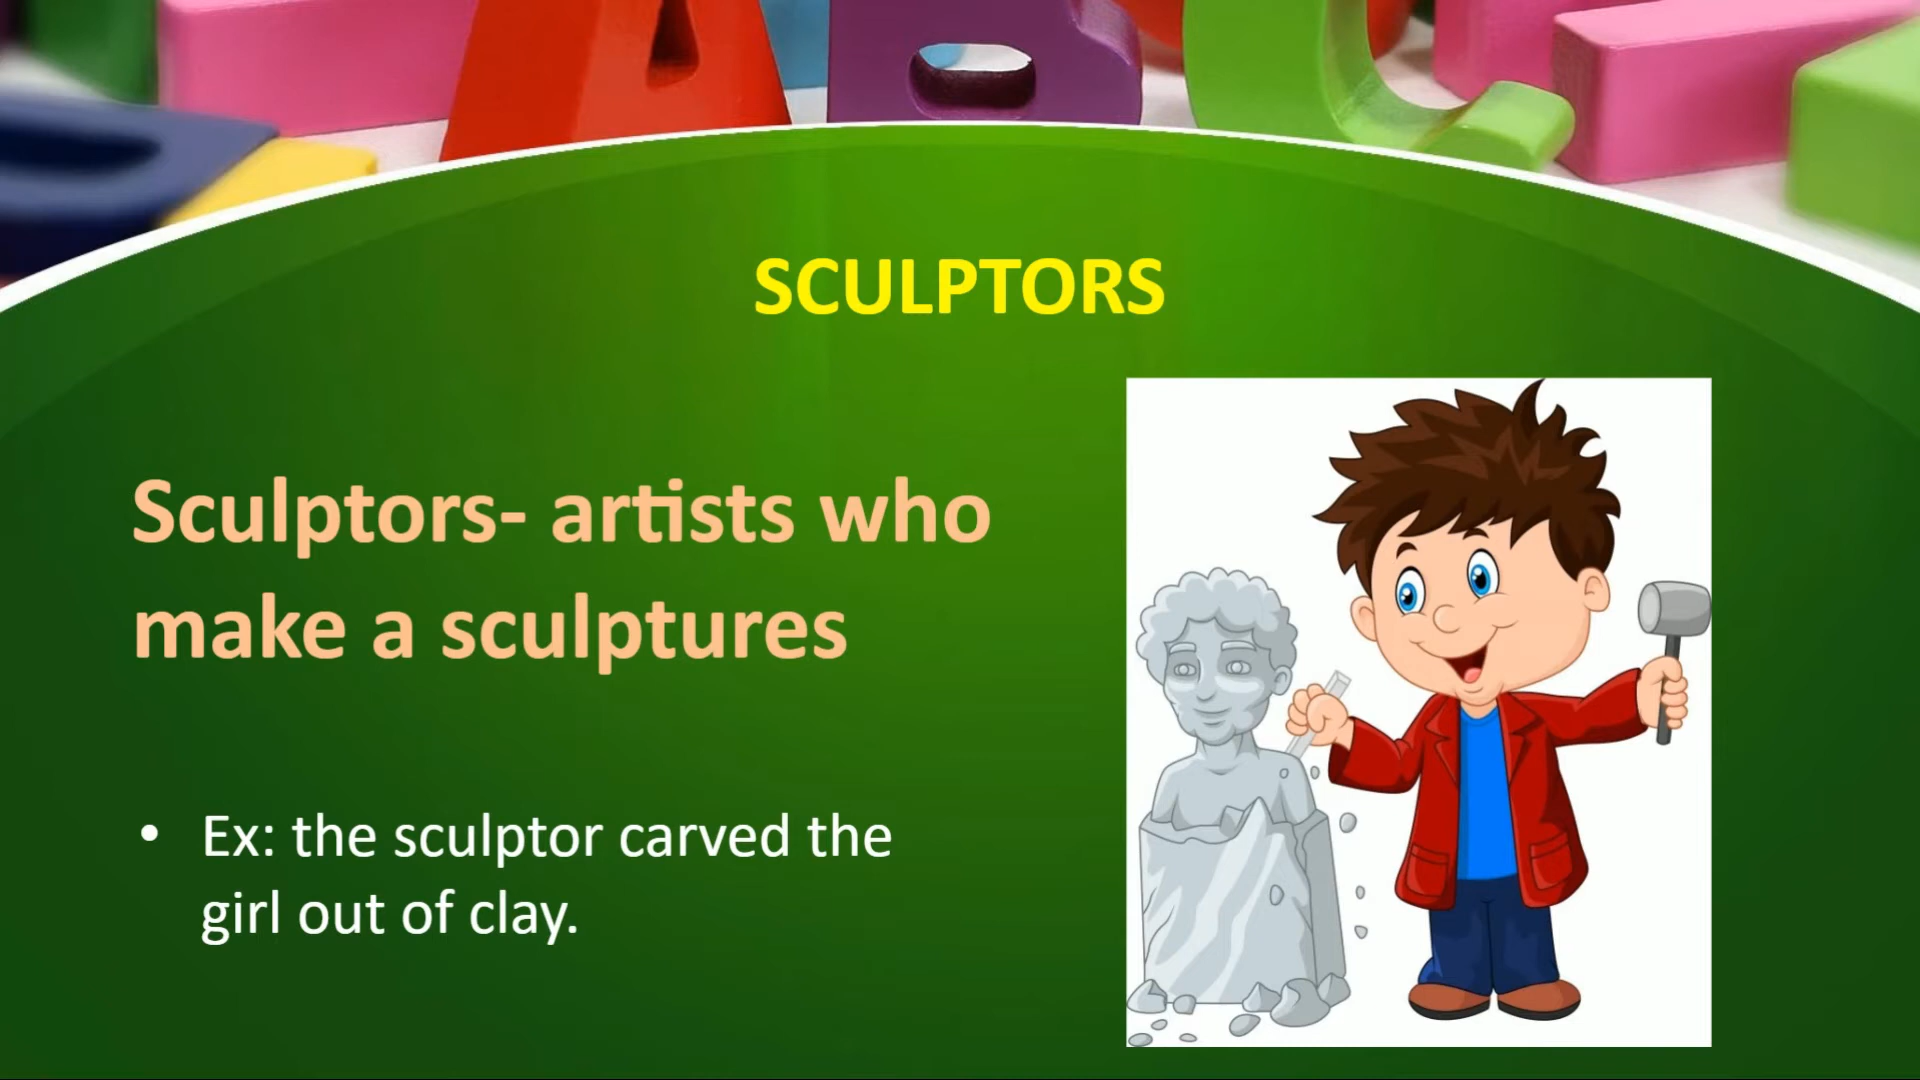 SCULPTORS
Sculptors- artists who
make a sculptures
• Ex: the sculptor carved the
girl out of clay.